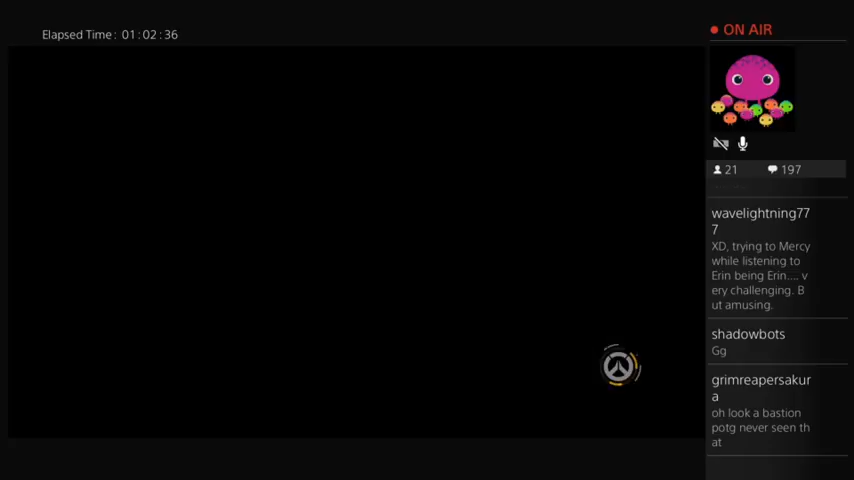 Elapsed Time: 01:02:36
ON AIR
21 197
wavelightning77
7
XD, trying to Mercy
while listening to
Erin being Erin.... v
ery challenging. B
ut amusing.
shadowbots
Gg
grimreapersakur
a
oh look a bastion
potg never seen th
at